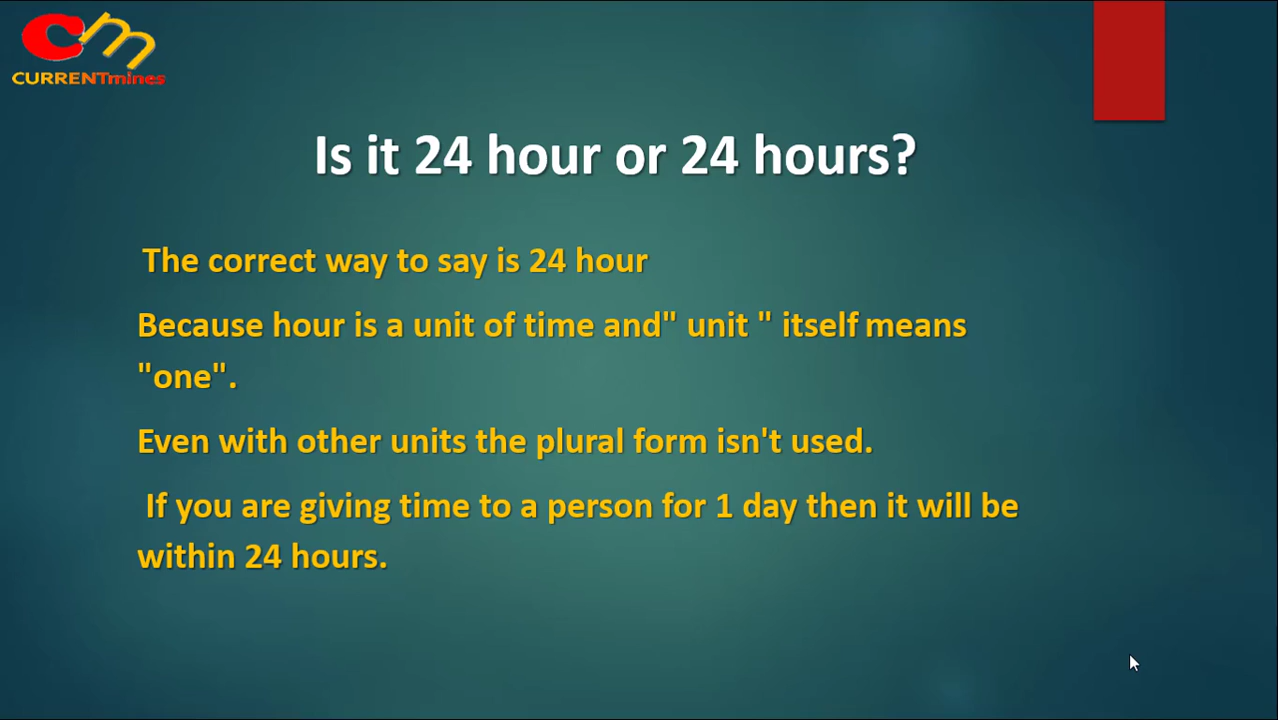 cm
CURRENTmines
Is it 24 hour or 24 hours?
The correct way to say is 24 hour
Because hour is a unit of time and" unit " itself means
"one".
Even with other units the plural form isn't used.
If you are giving time to a person for 1 day then it will be
within 24 hours.